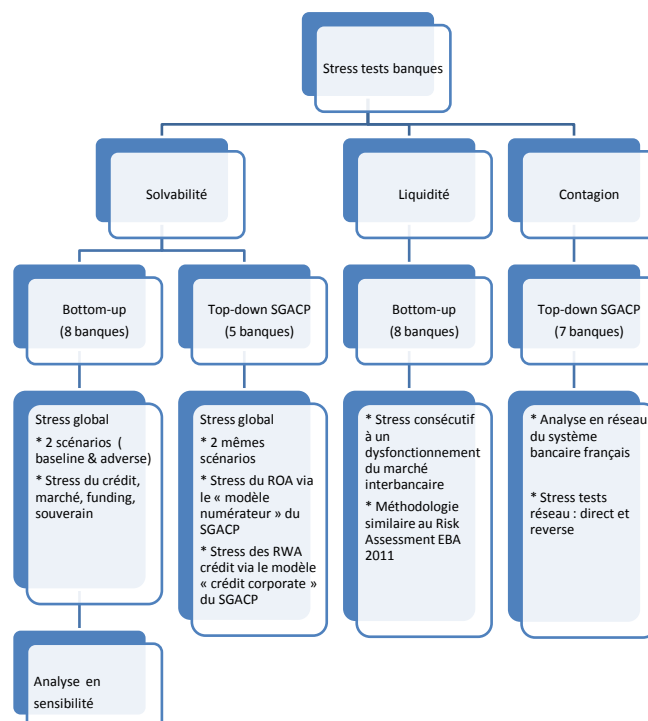 Stress tests banques
Solvabilité
Liquidité
Contagion
Bottom-up
(8 banques)
Top-down SGACP
(5 banques)
Bottom-up
(8 banques)
Top-down SGACP
(7 banques)
Stress global
* 2 scénarios (
baseline & adverse)
* Stress du crédit,
marché, funding,
souverain
Stress global
* 2 mêmes
scénarios
* Stress du ROA via
le « modèle
numérateur » du
SGACP
* Stress des RWA
crédit via le modèle
« crédit corporate »
du SGACP
* Stress consécutif
à un
dysfonctionnement
du marché
interbancaire
* Méthodologie
similaire au Risk
Assessment EBA
2011
* Analyse en réseau
du système
bancaire français
* Stress tests
réseau : direct et
reverse
Analyse en
sensibilité